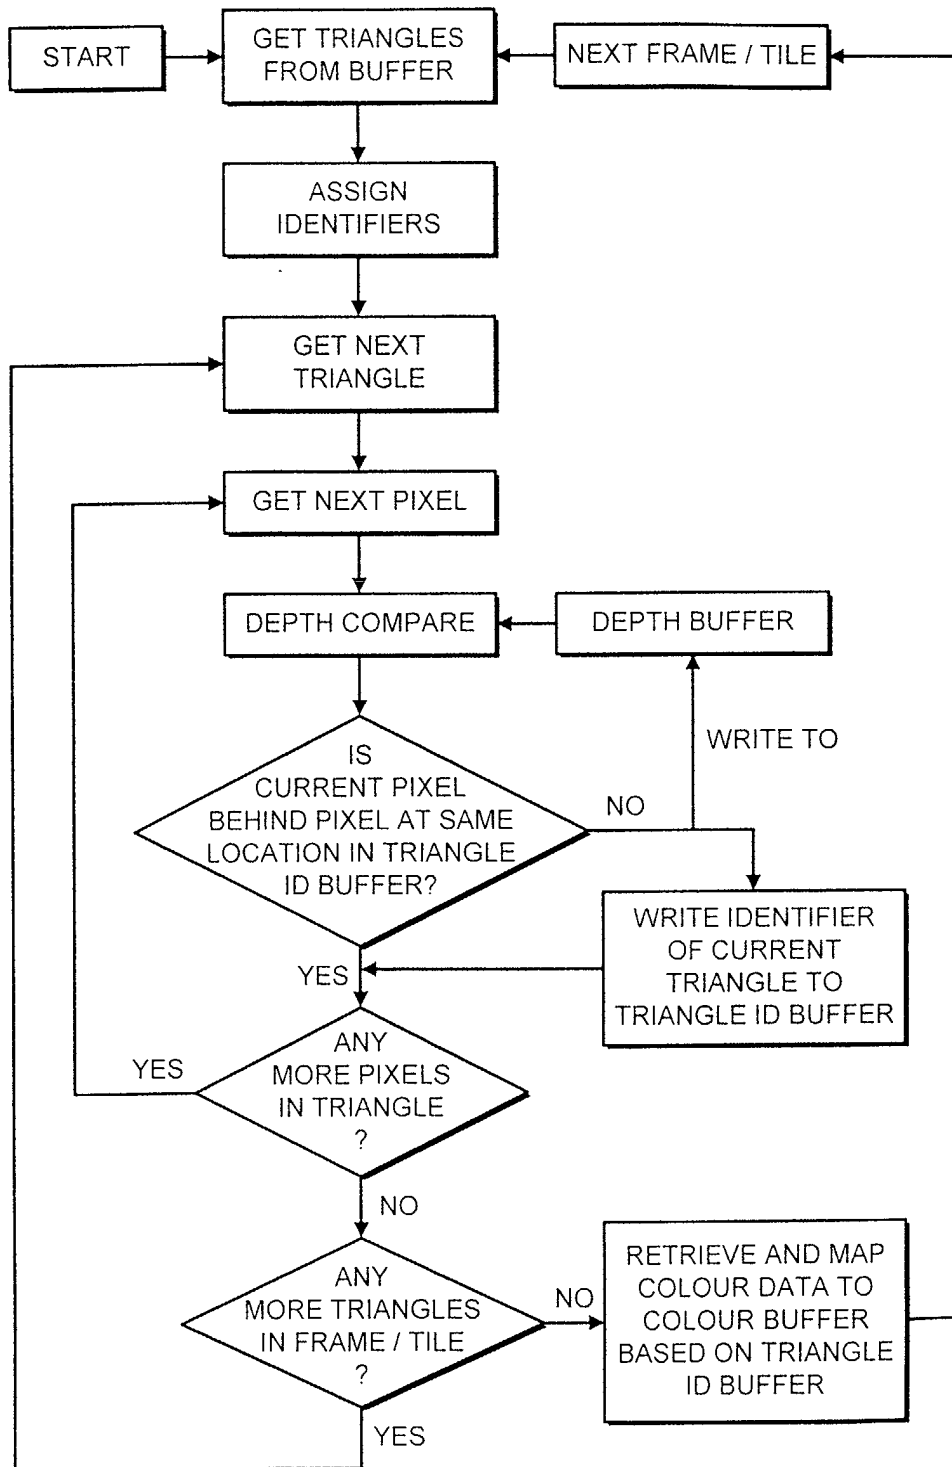 START
GET TRIANGLES
FROM BUFFER
NEXT FRAME / TILE
ASSIGN
IDENTIFIERS
GET NEXT
TRIANGLE
GET NEXT PIXEL
DEPTH COMPARE
DEPTH BUFFER
WRITE TO
IS
CURRENT PIXEL
BEHIND PIXEL AT SAME
LOCATION IN TRIANGLE
ID BUFFER?
NO
WRITE IDENTIFIER
OF CURRENT
TRIANGLE TO
TRIANGLE ID BUFFER
YES
ANY
MORE PIXELS
IN TRIANGLE
?
YES
NO
ANY
MORE TRIANGLES
IN FRAME / TILE
?
NO
RETRIEVE AND MAP
COLOUR DATA TO
COLOUR BUFFER
BASED ON TRIANGLE
ID BUFFER
YES